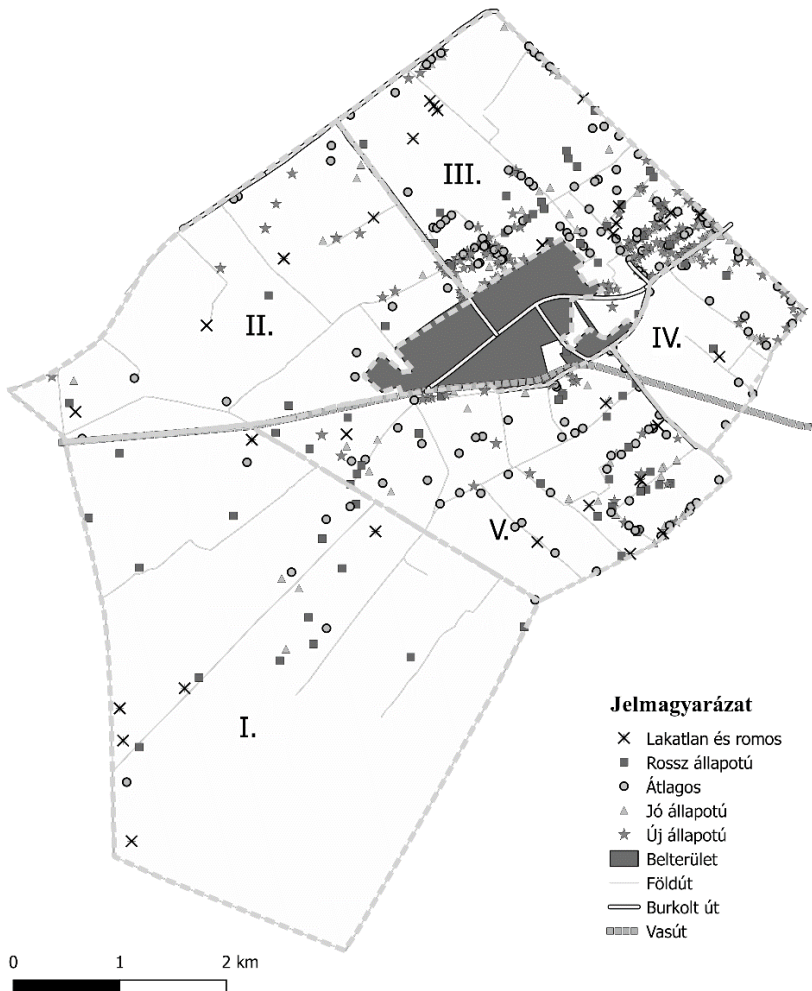 III.
II.
IV.
V.
I.
Jelmagyarázat
Lakatlan és romos
Rossz állapotú
Átlagos
Jó állapotú
Új állapotú
Belterület
Földút
Burkolt út
Vasút
0 1 2 km